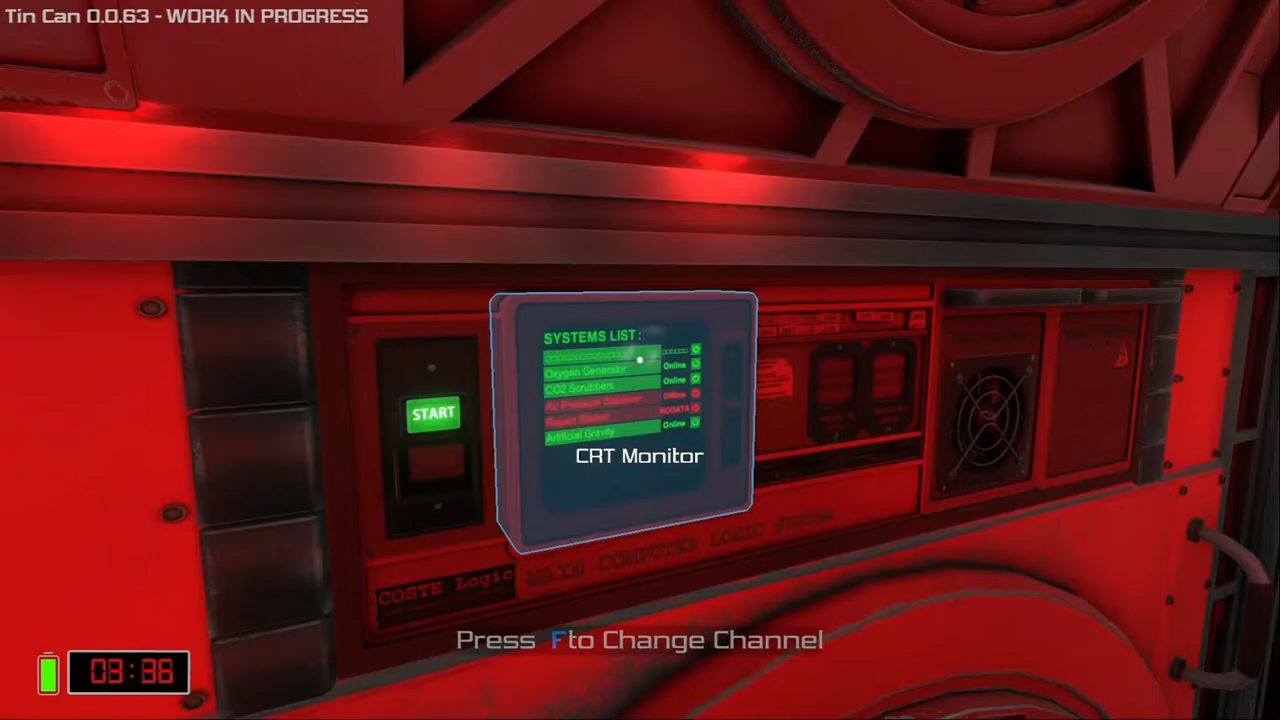 Tin Can 0.0.63 - WORK IN PROGRESS
SYSTEMS LIST:
Oxygen Generator Online
CO2 Scrubbers Online
Air Pressure Stabilizer Offline
Repair Station NODATA
Artificial Gravity Online
START
CRT Monitor
COSTE Logic
MAIN COMPUTER LOGIC SYSTEM
Press F to Change Channel
03:38